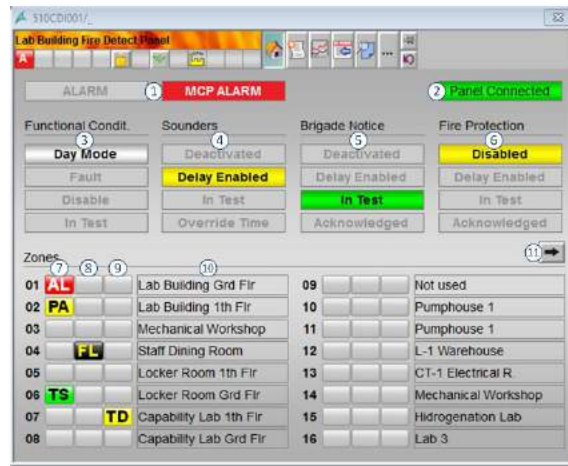 510CDI001/_
Lab Building Fire Detect Panel
A
...
ALARM 1 MCP ALARM 2 Panel Connected
Functional Condit. Sounders Brigade Notice Fire Protection
3 4 5 6
Day Mode Deactivated Deactivated Disabled
Fault Delay Enabled Delay Enabled Delay Enabled
Disable In Test In Test In Test
In Test Override Time Acknowledged Acknowledged
Zones 11
7 8 9 10
01 AL Lab Building Grd Flr 09 Not used
02 PA Lab Building 1th Flr 10 Pumphouse 1
03 Mechanical Workshop 11 Pumphouse 1
04 FL Staff Dining Room 12 L-1 Warehouse
05 Locker Room 1th Flr 13 CT-1 Electrical R.
06 TS Locker Room Grd Flr 14 Mechanical Workshop
07 TD Capability Lab 1th Flr 15 Hidrogenation Lab
08 Capability Lab Grd Flr 16 Lab 3